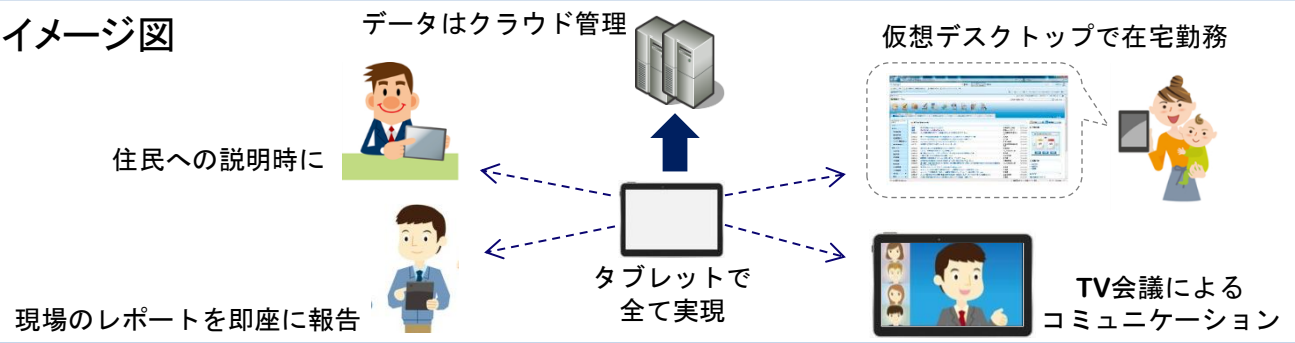 イメージ図
データはクラウド管理
仮想デスクトップで在宅勤務
住民への説明時に
タブレットで
全て実現
現場のレポートを即座に報告
TV会議による
コミュニケーション